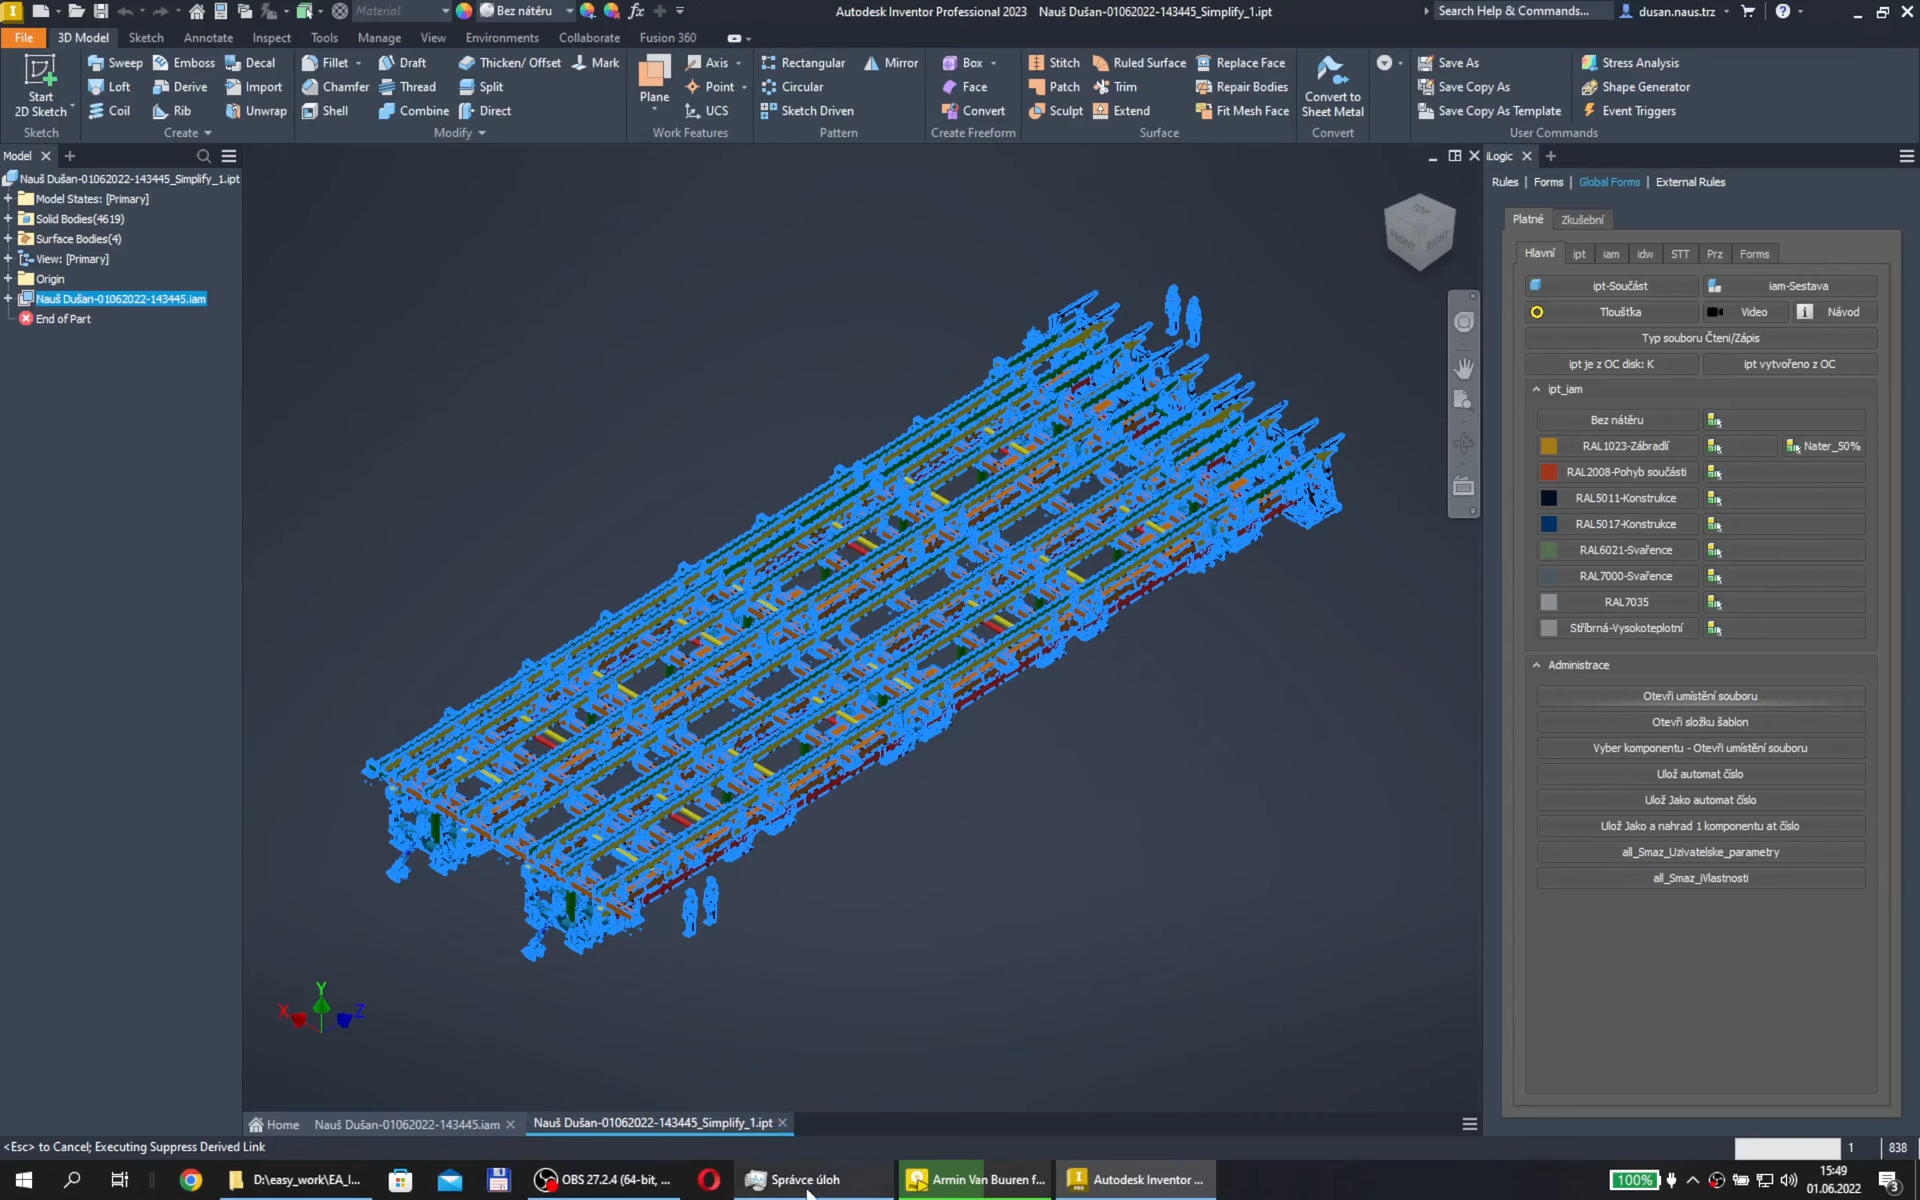 Material
Bez nátěru
fx
Autodesk Inventor Professional 2023 Nauš Dušan-01062022-143445_Simplify_1.ipt
Search Help & Commands...
dusan.naus.trz
File 3D Model Sketch Annotate Inspect Tools Manage View Environments Collaborate Fusion 360
Start 2D Sketch
Sweep Emboss Decal
Loft Derive Import
Coil Rib Unwrap
Fillet Draft Thicken/ Offset Mark
Chamfer Thread Split
Shell Combine Direct
Plane
Axis
Point
UCS
Rectangular Mirror
Circular
Sketch Driven
Box
Face
Convert
Stitch Ruled Surface Replace Face
Patch Trim Repair Bodies
Sculpt Extend Fit Mesh Face
Convert to Sheet Metal
Save As
Save Copy As
Save Copy As Template
Stress Analysis
Shape Generator
Event Triggers
Sketch Create Modify Work Features Pattern Create Freeform Surface Convert User Commands
Model
Nauš Dušan-01062022-143445_Simplify_1.ipt
Model States: [Primary]
Solid Bodies(4619)
Surface Bodies(4)
View: [Primary]
Origin
Nauš Dušan-01062022-143445.iam
End of Part
TOP
FRONT
RIGHT
X
Y
Z
iLogic
Rules | Forms | Global Forms | External Rules
Platné Zkušební
Hlavní ipt iam idw STT Prz Forms
ipt-Součást iam-Sestava
Tloušťka Video Návod
Typ souboru Čtení/Zápis
ipt je z OC disk: K ipt vytvořeno z OC
ipt_iam
Bez nátěru
RAL1023-Zábradlí Nater_50%
RAL2008-Pohyb součásti
RAL5011-Konstrukce
RAL5017-Konstrukce
RAL6021-Svařence
RAL7000-Svařence
RAL7035
Stříbrná-Vysokoteplotní
Administrace
Otevři umístění souboru
Otevři složku šablon
Vyber komponentu - Otevři umístění souboru
Ulož automat číslo
Ulož Jako automat číslo
Ulož Jako a nahrad 1 komponentu at číslo
all_Smaz_Uzivatelske_parametry
all_Smaz_iVlastnosti
Home Nauš Dušan-01062022-143445.iam Nauš Dušan-01062022-143445_Simplify_1.ipt
<Esc> to Cancel; Executing Suppress Derived Link
1 838
D:\easy_work\EA_I...
OBS 27.2.4 (64-bit, ...
Správce úloh
Armin Van Buuren f...
Autodesk Inventor ...
100%
15:49
01.06.2022
3